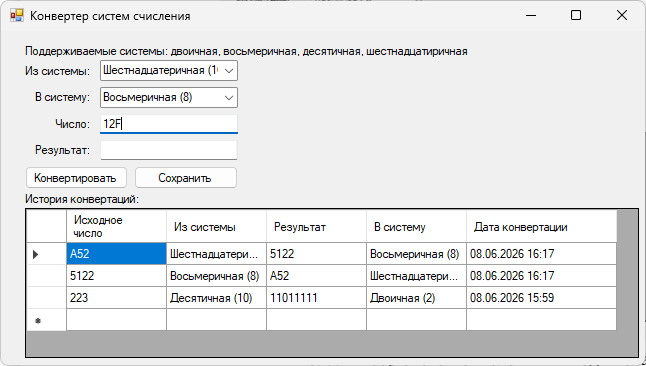 Конвертер систем счисления
Поддерживаемые системы: двоичная, восьмеричная, десятичная, шестнадцатиричная
Из системы: Шестнадцатеричная (1
В систему: Восьмеричная (8)
Число: 12F
Результат:
Конвертировать Сохранить
История конвертаций:
Исходное число Из системы Результат В систему Дата конвертации
A52 Шестнадцатери... 5122 Восьмеричная (8) 08.06.2026 16:17
5122 Восьмеричная (8) A52 Шестнадцатери... 08.06.2026 16:17
223 Десятичная (10) 11011111 Двоичная (2) 08.06.2026 15:59